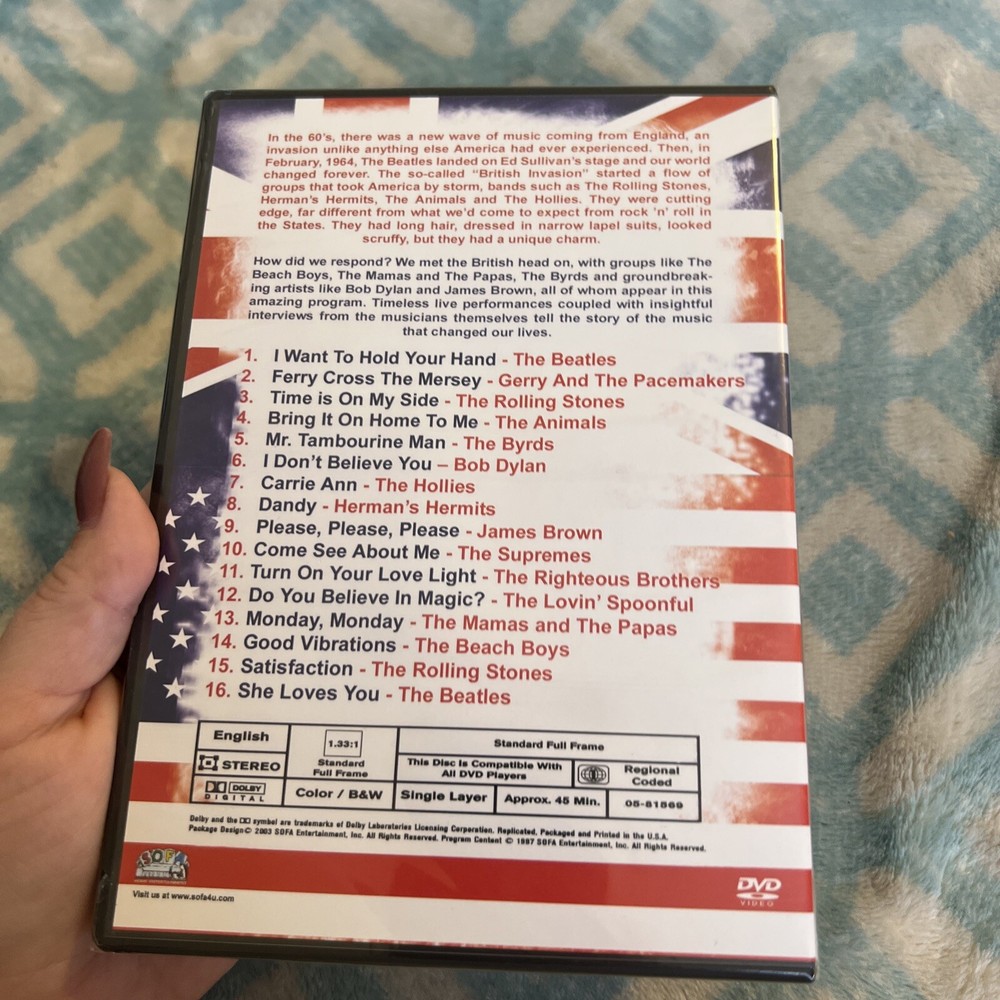 In the 60's, there was a new wave of music coming from England, an
invasion unlike anything else America had ever experienced. Then, in
February, 1964, The Beatles landed on Ed Sullivan's stage and our world
changed forever. The so-called "British Invasion" started a flow of
groups that took America by storm, bands such as The Rolling Stones,
Herman's Hermits, The Animals and The Hollies. They were cutting
edge, far different from what we'd come to expect from rock 'n' roll in
the States. They had long hair, dressed in narrow lapel suits, looked
scruffy, but they had a unique charm.
How did we respond? We met the British head on, with groups like The
Beach Boys, The Mamas and The Papas, The Byrds and groundbreak-
ing artists like Bob Dylan and James Brown, all of whom appear in this
amazing program. Timeless live performances coupled with insightful
interviews from the musicians themselves tell the story of the music
that changed our lives.
1. I Want To Hold Your Hand - The Beatles
2. Ferry Cross The Mersey - Gerry And The Pacemakers
3. Time is On My Side - The Rolling Stones
4. Bring It On Home To Me - The Animals
5. Mr. Tambourine Man - The Byrds
6. I Don't Believe You – Bob Dylan
7. Carrie Ann - The Hollies
8. Dandy - Herman's Hermits
9. Please, Please, Please - James Brown
10. Come See About Me - The Supremes
11. Turn On Your Love Light - The Righteous Brothers
12. Do You Believe In Magic? - The Lovin' Spoonful
13. Monday, Monday - The Mamas and The Papas
14. Good Vibrations - The Beach Boys
15. Satisfaction - The Rolling Stones
16. She Loves You - The Beatles
English
STEREO
DOLBY
DIGITAL
1.33:1
Standard
Full Frame
Color / B&W
Standard Full Frame
This Disc Is Compatible With
All DVD Players
Regional
Coded
Single Layer
Approx. 45 Min.
05-81569
Dolby and the DD symbol are trademarks of Dolby Laboratories Licensing Corporation. Replicated, Packaged and Printed in the U.S.A.
Package Design © 2003 SOFA Entertainment, Inc. All Rights Reserved. Program Content © 1997 SOFA Entertainment, Inc. All Rights Reserved.
SOFA
Visit us at www.sofa4u.com
DVD
VIDEO